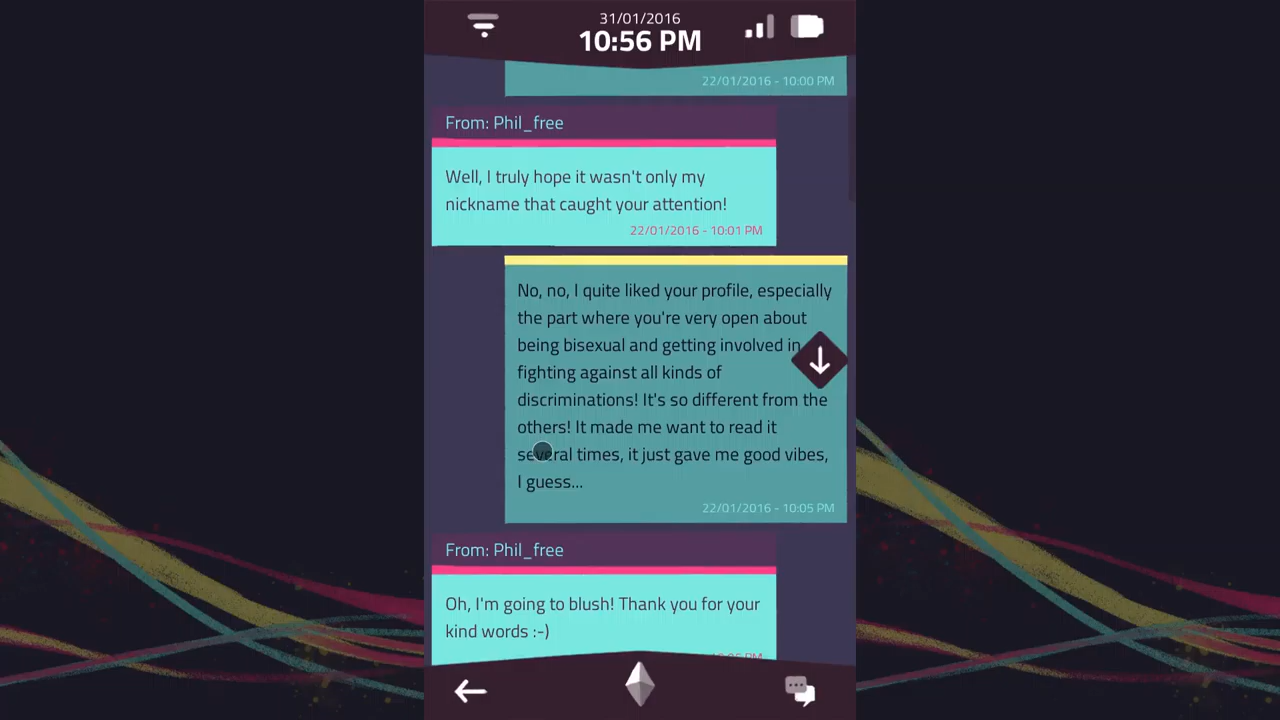 31/01/2016
10:56 PM
22/01/2016 - 10:00 PM
From: Phil_free
Well, I truly hope it wasn't only my
nickname that caught your attention!
22/01/2016 - 10:01 PM
No, no, I quite liked your profile, especially
the part where you're very open about
being bisexual and getting involved in
fighting against all kinds of
discriminations! It's so different from the
others! It made me want to read it
several times, it just gave me good vibes,
I guess...
22/01/2016 - 10:05 PM
From: Phil_free
Oh, I'm going to blush! Thank you for your
kind words :-)